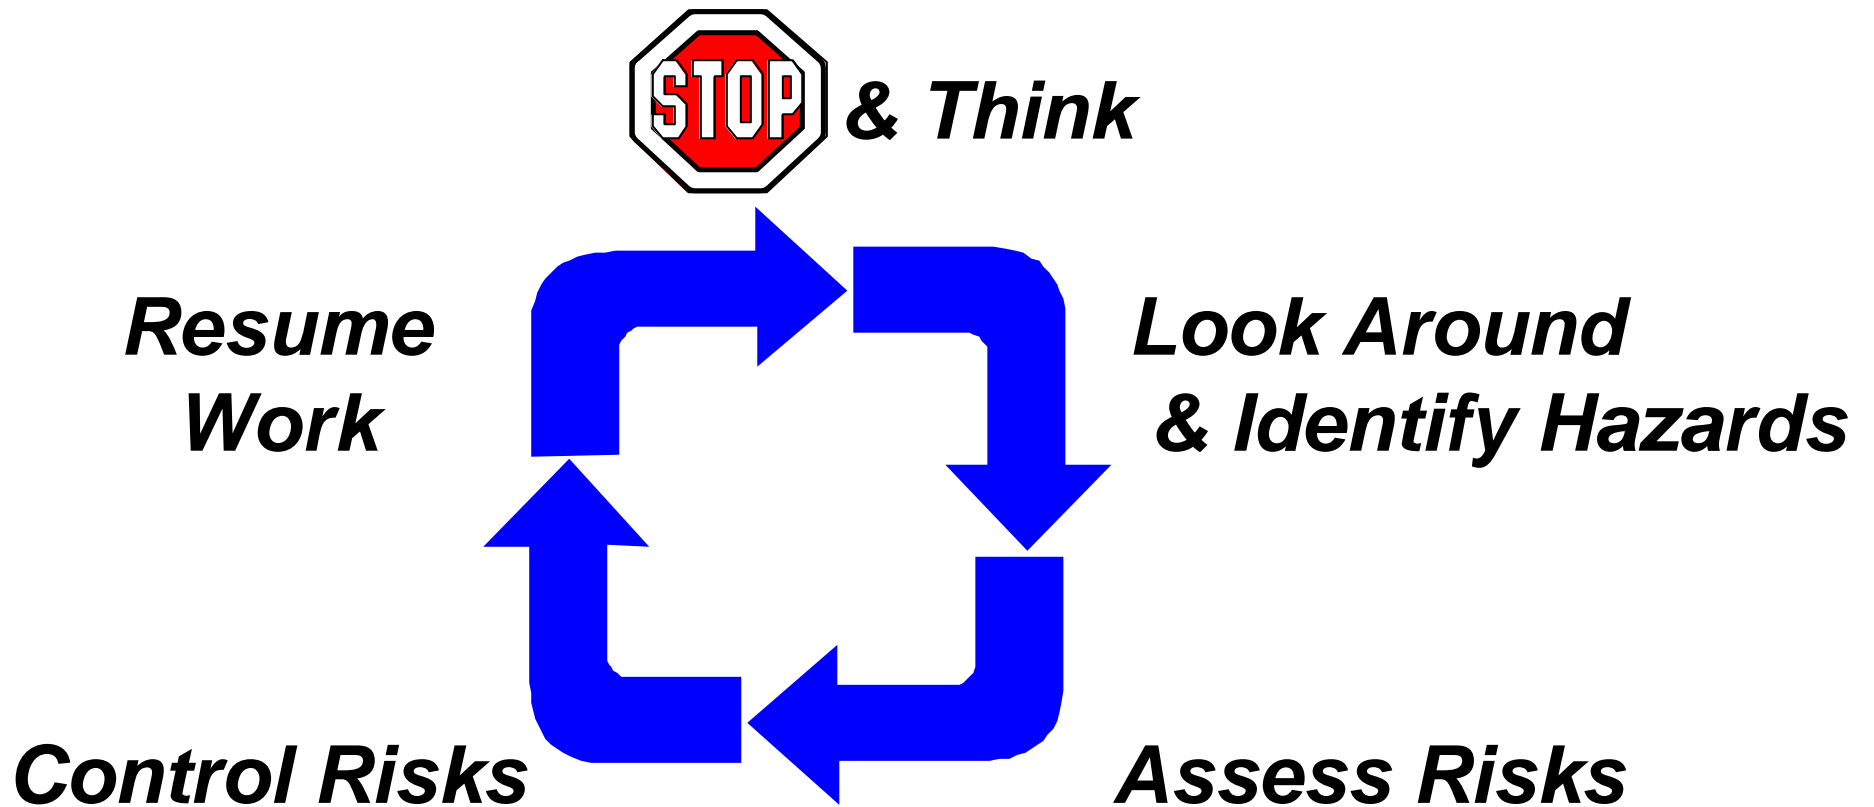 STOP & Think
Look Around
& Identify Hazards
Assess Risks
Control Risks
Resume
Work